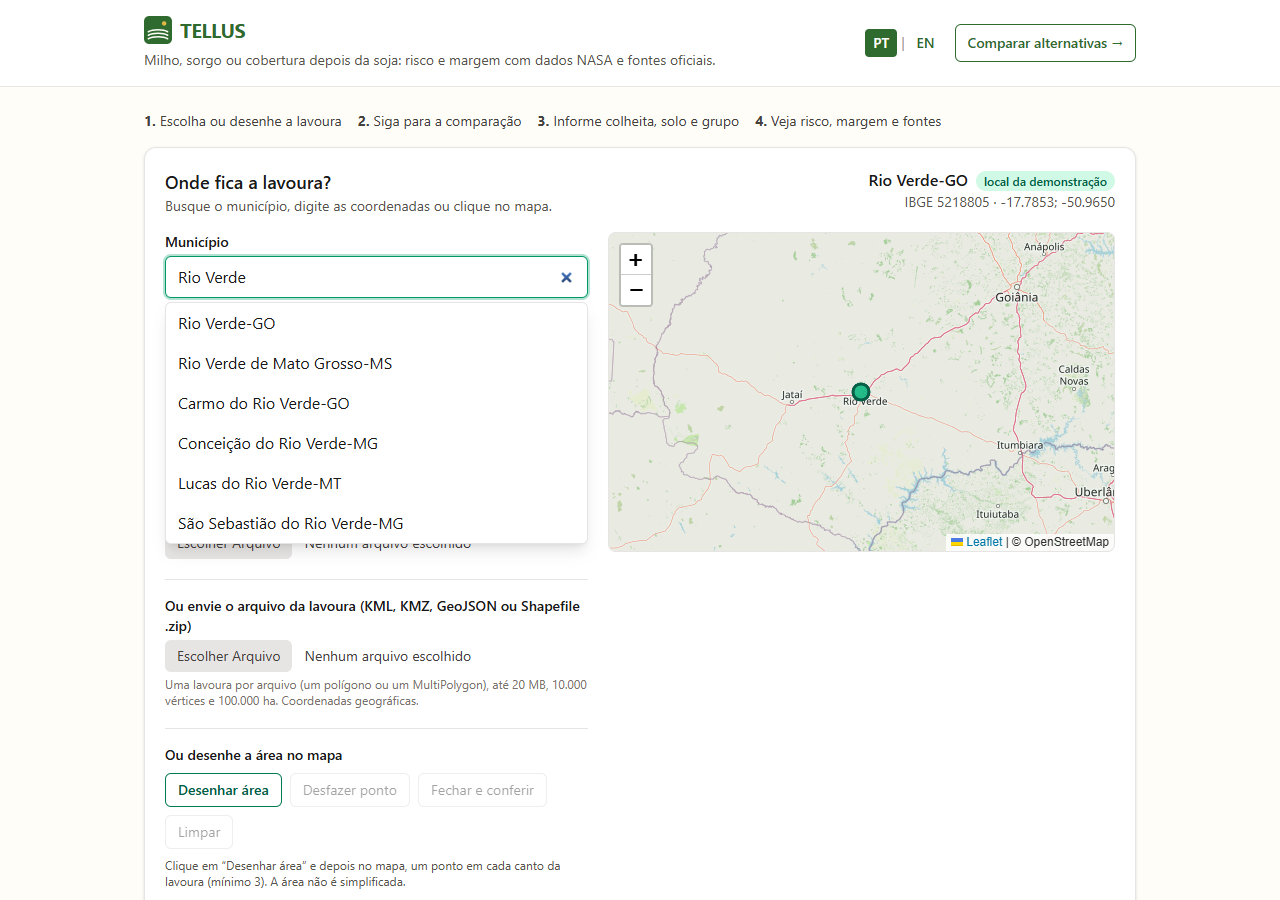 TELLUS
Milho, sorgo ou cobertura depois da soja: risco e margem com dados NASA e fontes oficiais.
PT | EN
Comparar alternativas →
1. Escolha ou desenhe a lavoura 2. Siga para a comparação 3. Informe colheita, solo e grupo 4. Veja risco, margem e fontes
Onde fica a lavoura?
Busque o município, digite as coordenadas ou clique no mapa.
Rio Verde-GO local da demonstração
IBGE 5218805 · -17.7853; -50.9650
Município
Rio Verde
Rio Verde-GO
Rio Verde de Mato Grosso-MS
Carmo do Rio Verde-GO
Conceição do Rio Verde-MG
Lucas do Rio Verde-MT
São Sebastião do Rio Verde-MG
Escolher Arquivo Nenhum arquivo escolhido
Ou envie o arquivo da lavoura (KML, KMZ, GeoJSON ou Shapefile
.zip)
Escolher Arquivo Nenhum arquivo escolhido
Uma lavoura por arquivo (um polígono ou um MultiPolygon), até 20 MB, 10.000
vértices e 100.000 ha. Coordenadas geográficas.
Ou desenhe a área no mapa
Desenhar área Desfazer ponto Fechar e conferir
Limpar
Clique em “Desenhar área” e depois no mapa, um ponto em cada canto da
lavoura (mínimo 3). A área não é simplificada.
+
−
Anápolis
Goiânia
Caldas
Novas
Jataí
Rio Verde
Itumbiara
Arag
Uberlân
Ituiutaba
Leaflet | © OpenStreetMap